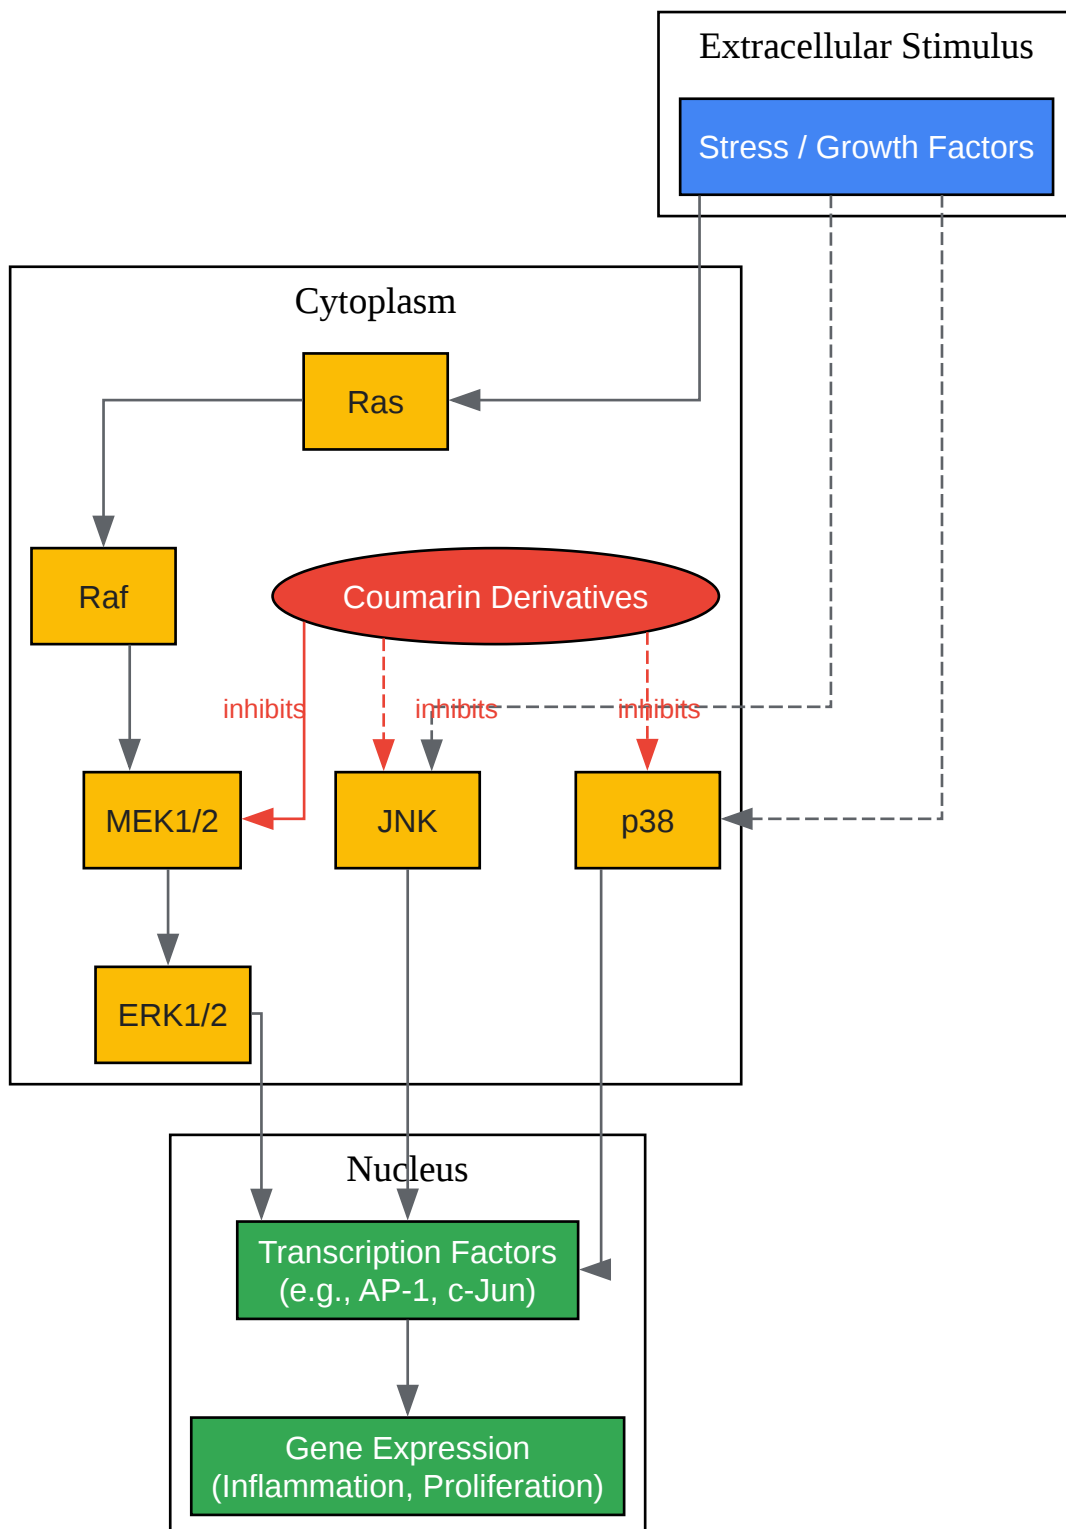 Extracellular Stimulus
Stress / Growth Factors
Cytoplasm
Ras
Raf
Coumarin Derivatives
inhibits
inhibits
inhibits
MEK1/2
JNK
p38
ERK1/2
Nucleus
Transcription Factors
(e.g., AP-1, c-Jun)
Gene Expression
(Inflammation, Proliferation)